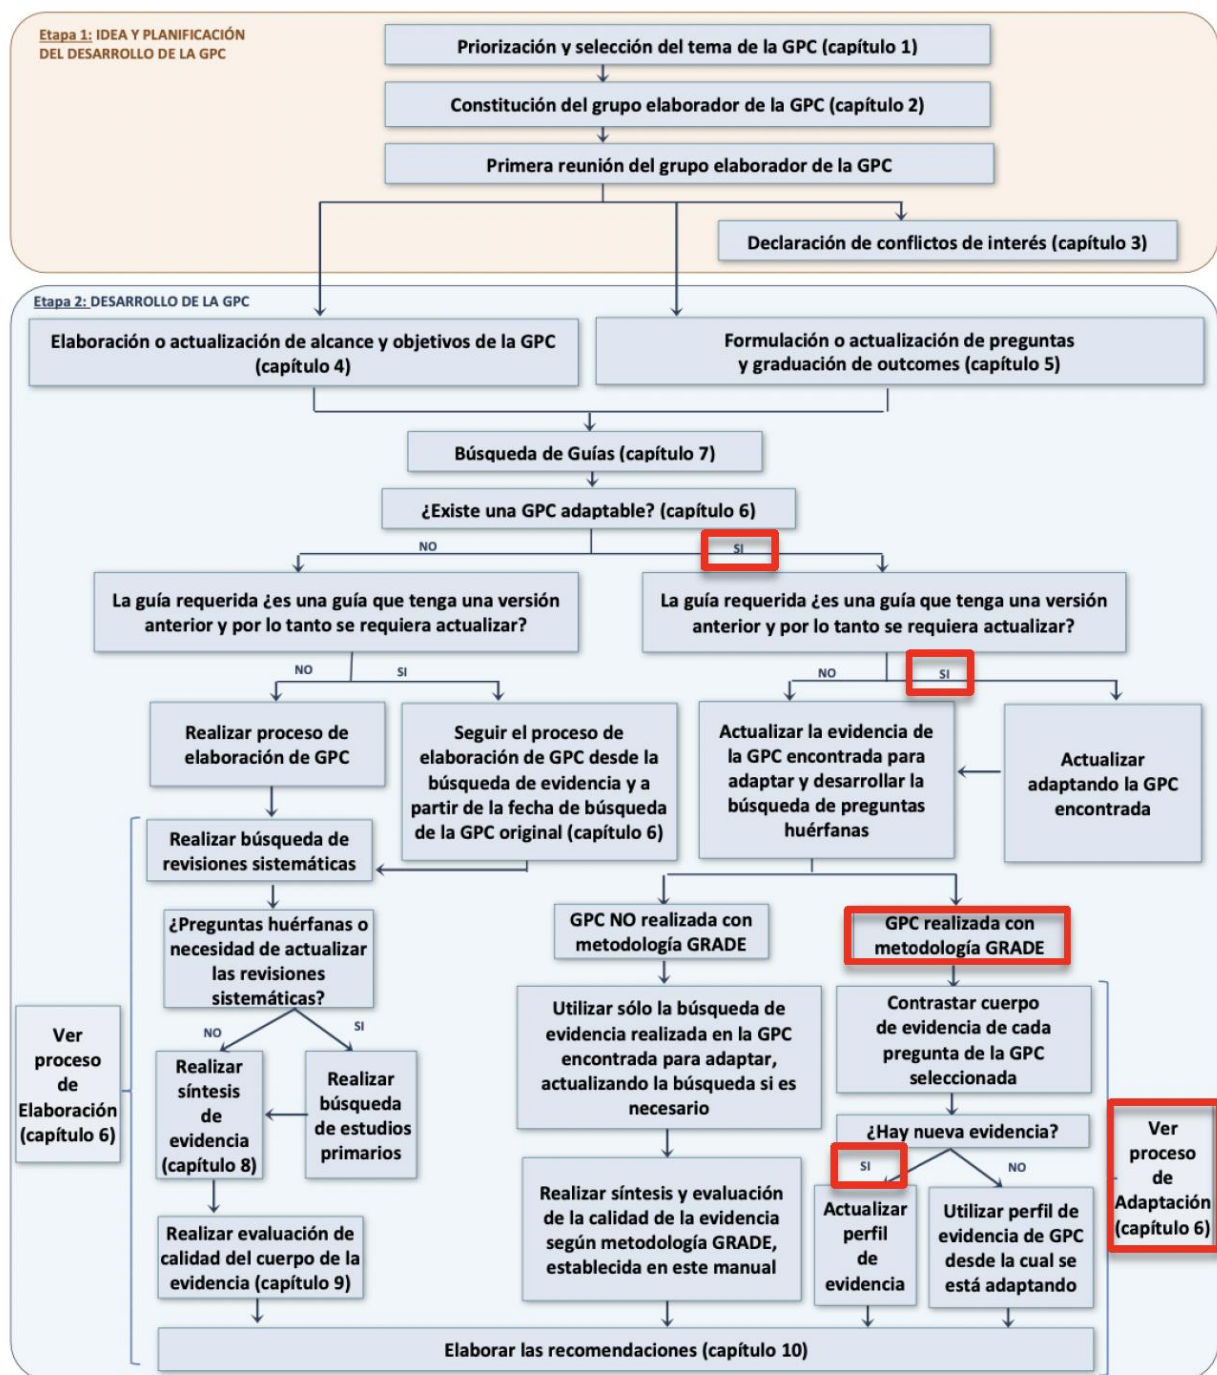 Etapa 1: IDEA Y PLANIFICACIÓN
DEL DESARROLLO DE LA GPC
Priorización y selección del tema de la GPC (capítulo 1)
Constitución del grupo elaborador de la GPC (capítulo 2)
Primera reunión del grupo elaborador de la GPC
Declaración de conflictos de interés (capítulo 3)
Etapa 2: DESARROLLO DE LA GPC
Elaboración o actualización de alcance y objetivos de la GPC
(capítulo 4)
Formulación o actualización de preguntas
y graduación de outcomes (capítulo 5)
Búsqueda de Guías (capítulo 7)
¿Existe una GPC adaptable? (capítulo 6)
NO
SI
La guía requerida ¿es una guía que tenga una versión
anterior y por lo tanto se requiera actualizar?
La guía requerida ¿es una guía que tenga una versión
anterior y por lo tanto se requiera actualizar?
NO
SI
NO
SI
Realizar proceso de
elaboración de GPC
Seguir el proceso de
elaboración de GPC desde la
búsqueda de evidencia y a
partir de la fecha de búsqueda
de la GPC original (capítulo 6)
Actualizar la evidencia de
la GPC encontrada para
adaptar y desarrollar la
búsqueda de preguntas
huérfanas
Actualizar
adaptando la GPC
encontrada
Realizar búsqueda de
revisiones sistemáticas
¿Preguntas huérfanas o
necesidad de actualizar
las revisiones
sistemáticas?
GPC NO realizada con
metodología GRADE
GPC realizada con
metodología GRADE
Ver
proceso
de
Elaboración
(capítulo 6)
NO
SI
Realizar
síntesis
de
evidencia
(capítulo 8)
Realizar
búsqueda
de estudios
primarios
Utilizar sólo la búsqueda de
evidencia realizada en la GPC
encontrada para adaptar,
actualizando la búsqueda si es
necesario
Contrastar cuerpo
de evidencia de cada
pregunta de la GPC
seleccionada
¿Hay nueva evidencia?
SI
NO
Ver
proceso
de
Adaptación
(capítulo 6)
Realizar evaluación de
calidad del cuerpo de la
evidencia (capítulo 9)
Realizar síntesis y evaluación
de la calidad de la evidencia
según metodología GRADE,
establecida en este manual
Actualizar
perfil
de
evidencia
Utilizar perfil de
evidencia de GPC
desde la cual se
está adaptando
Elaborar las recomendaciones (capítulo 10)